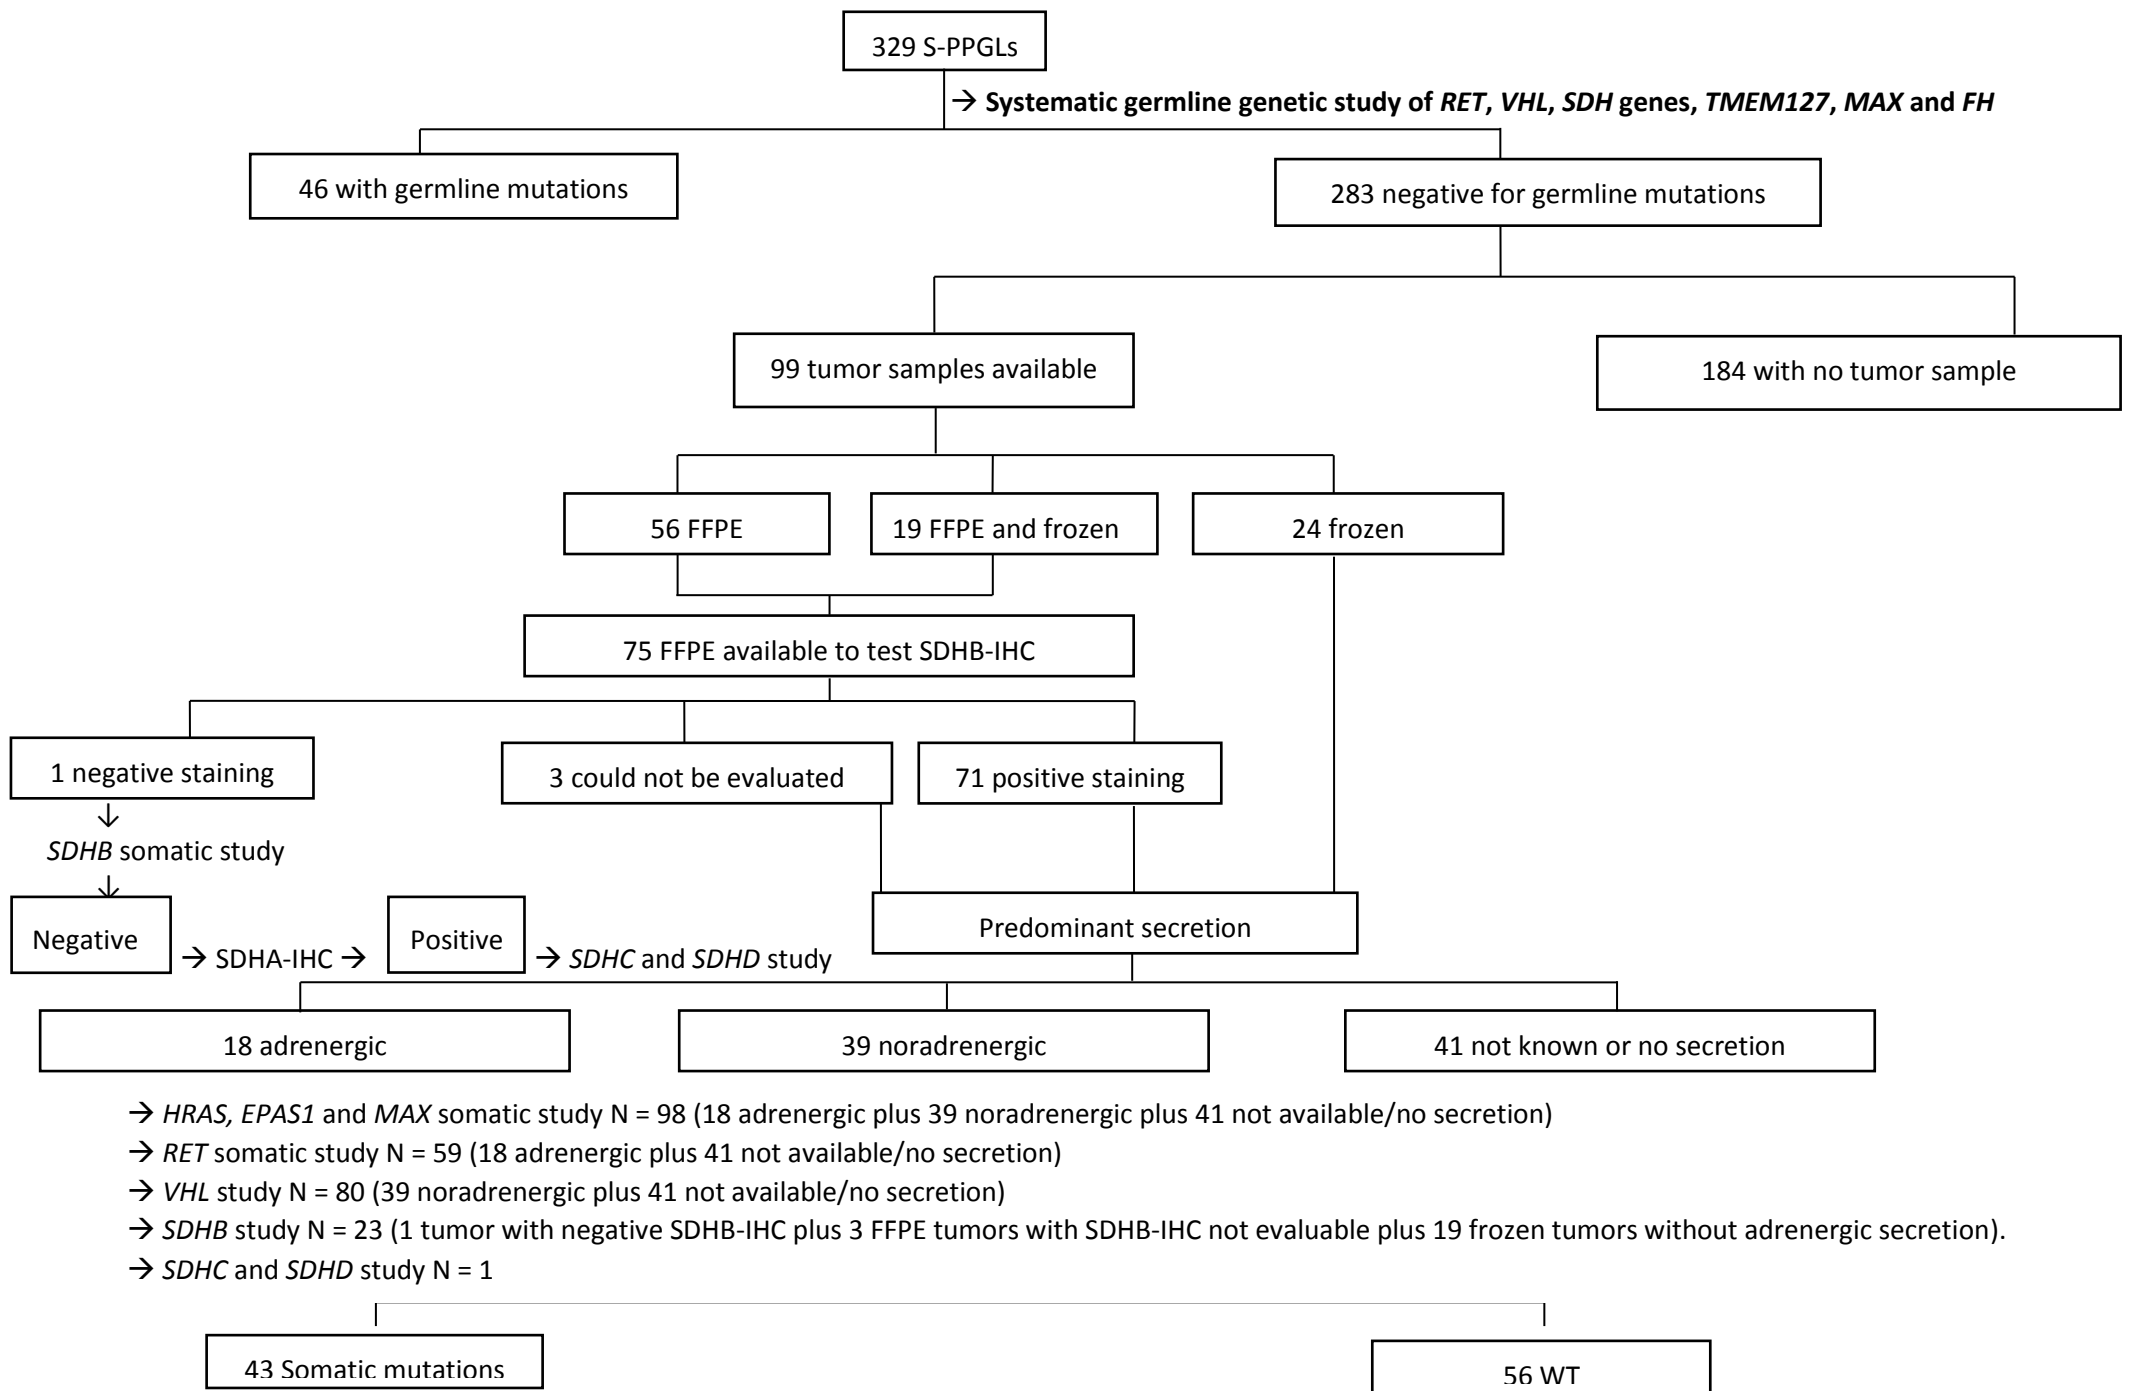 329 S-PPGLs
→ Systematic germline genetic study of RET, VHL, SDH genes, TMEM127, MAX and FH
46 with germline mutations
283 negative for germline mutations
99 tumor samples available
184 with no tumor sample
56 FFPE
19 FFPE and frozen
24 frozen
75 FFPE available to test SDHB-IHC
1 negative staining
3 could not be evaluated
71 positive staining
↓
SDHB somatic study
↓
Negative
→ SDHA-IHC →
Positive
→ SDHC and SDHD study
Predominant secretion
18 adrenergic
39 noradrenergic
41 not known or no secretion
→ HRAS, EPAS1 and MAX somatic study N = 98 (18 adrenergic plus 39 noradrenergic plus 41 not available/no secretion)
→ RET somatic study N = 59 (18 adrenergic plus 41 not available/no secretion)
→ VHL study N = 80 (39 noradrenergic plus 41 not available/no secretion)
→ SDHB study N = 23 (1 tumor with negative SDHB-IHC plus 3 FFPE tumors with SDHB-IHC not evaluable plus 19 frozen tumors without adrenergic secretion).
→ SDHC and SDHD study N = 1
43 Somatic mutations
56 WT